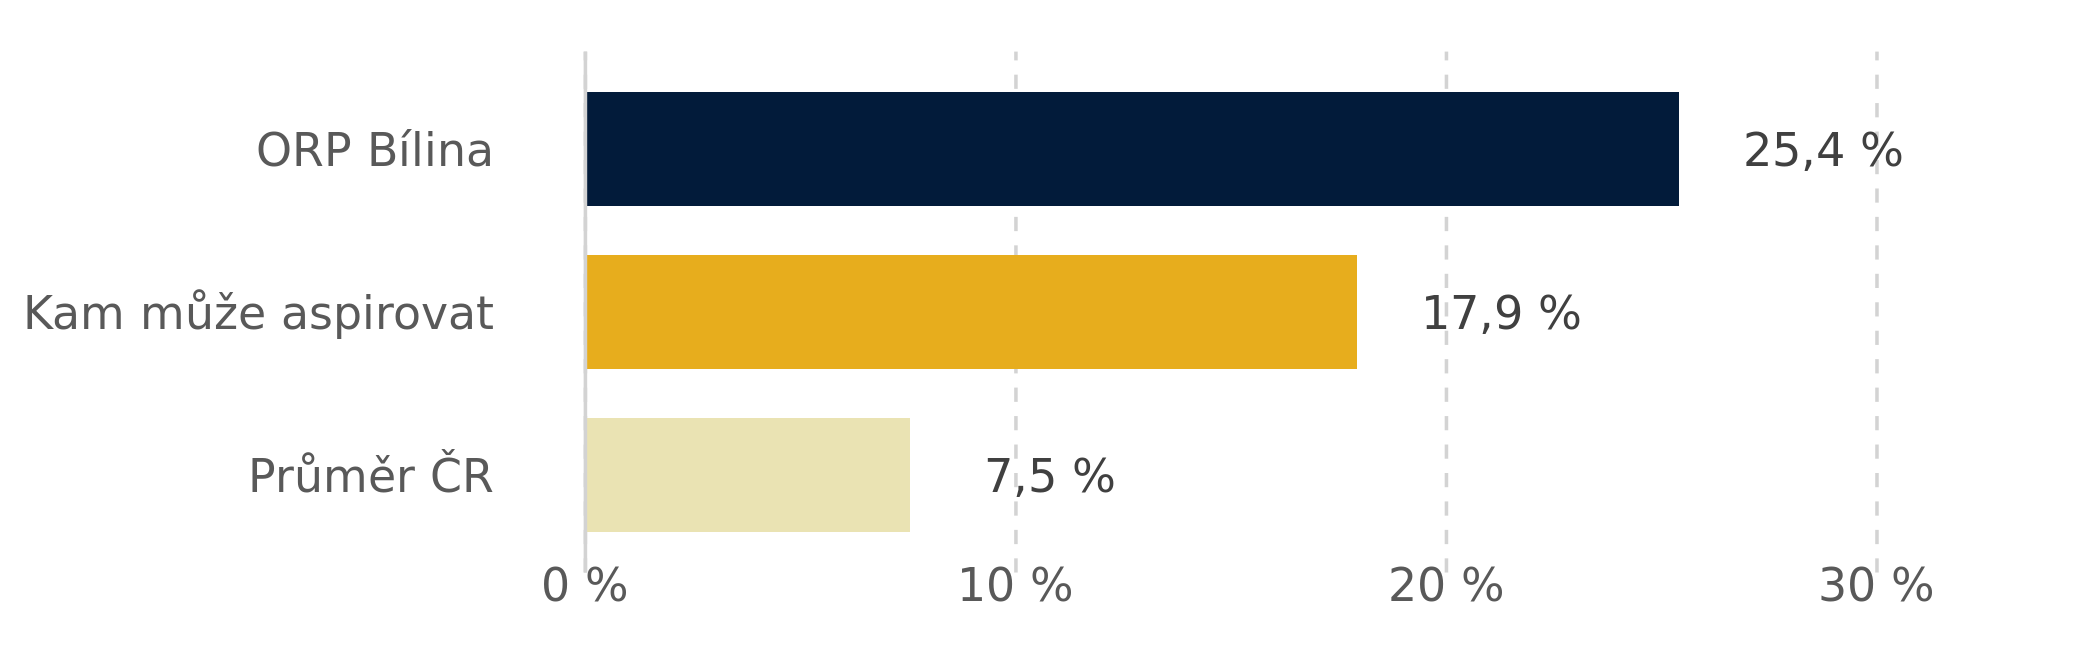 ORP Bílina
25,4 %
Kam může aspirovat
17,9 %
Průměr ČR
7,5 %
0 %
10 %
20 %
30 %